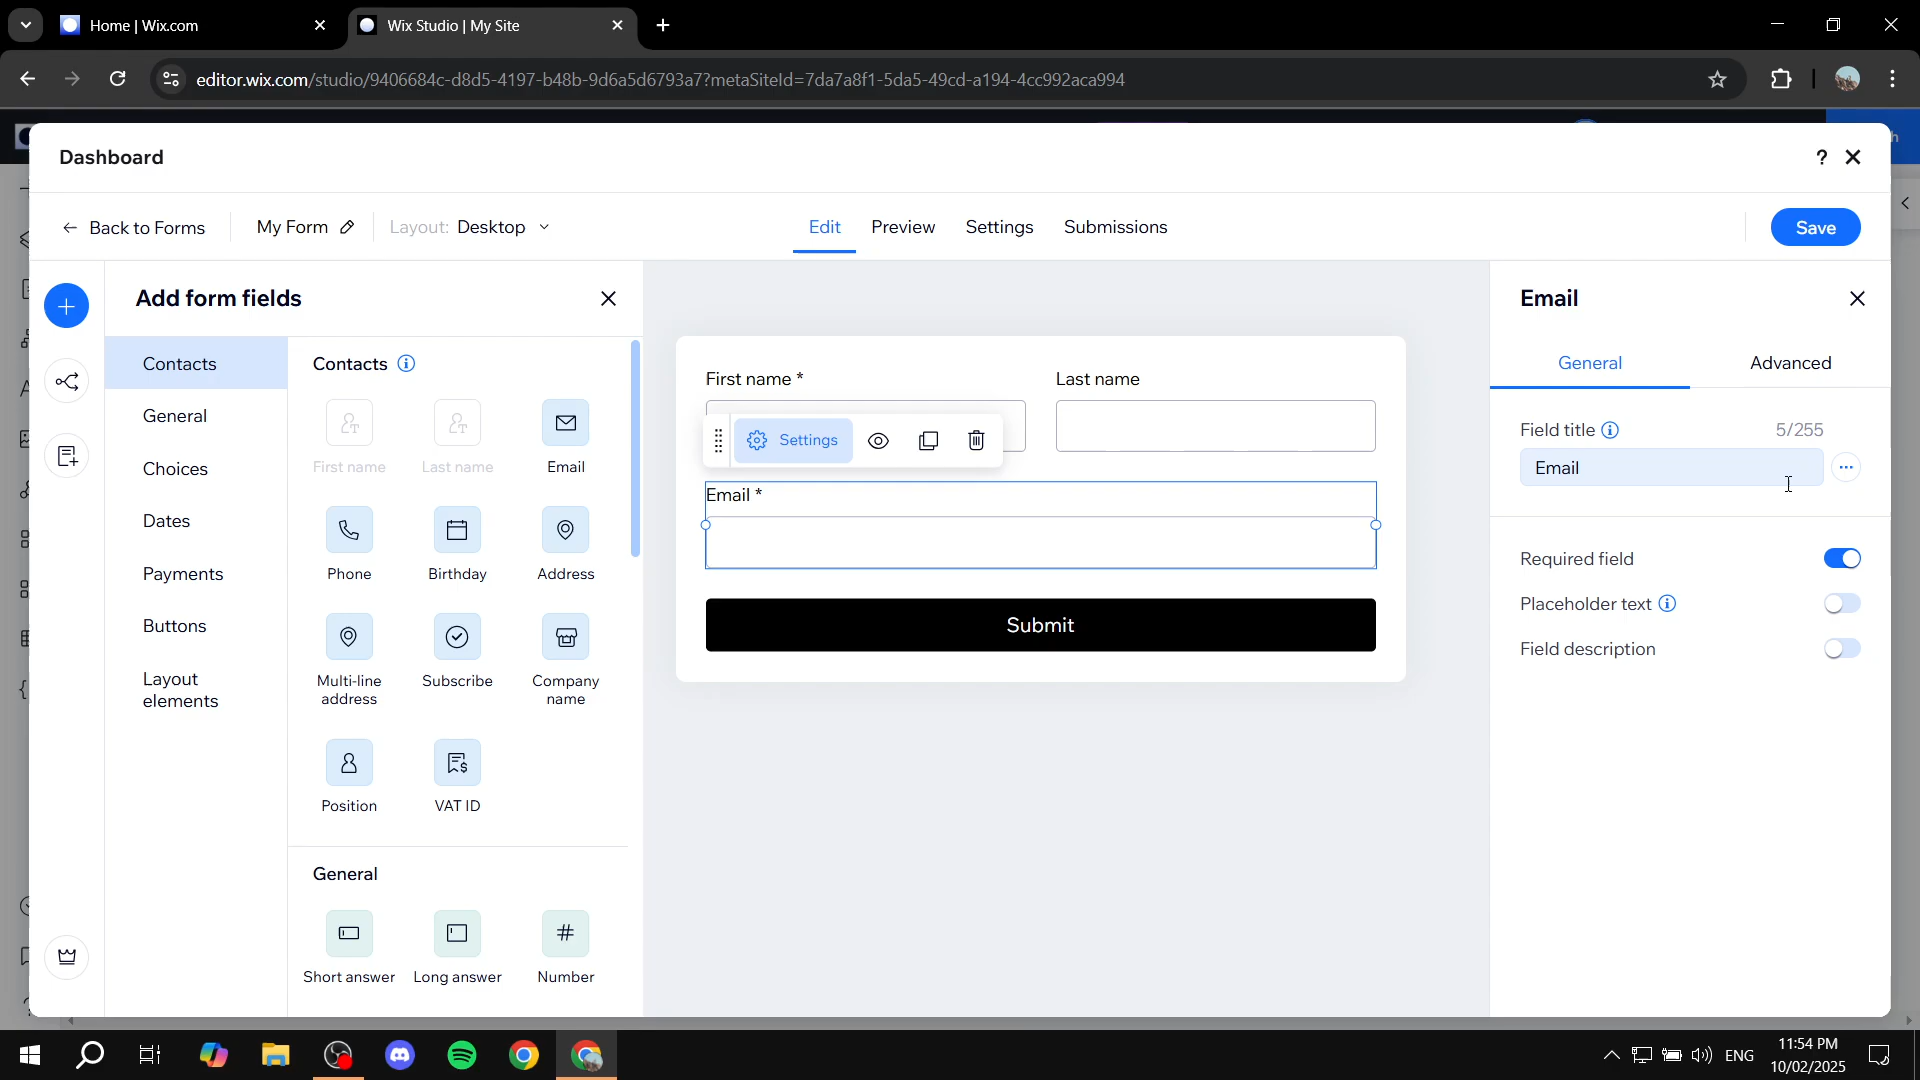 Home | Wix.com
Wix Studio | My Site
editor.wix.com/studio/9406684c-d8d5-4197-b48b-9d6a5d6793a7?metaSiteId=7da7a8f1-5da5-49cd-a194-4cc992aca994
Dashboard
?
Back to Forms
My Form
Layout: Desktop
Edit
Preview
Settings
Submissions
Save
Add form fields
Contacts
General
Choices
Dates
Payments
Buttons
Layout
elements
Contacts
First name
Last name
Email
Phone
Birthday
Address
Multi-line
address
Subscribe
Company
name
Position
VAT ID
General
Short answer
Long answer
Number
First name *
Last name
Settings
Email *
Submit
Email
General
Advanced
Field title
5/255
Email
Required field
Placeholder text
Field description
ENG
11:54 PM
10/02/2025